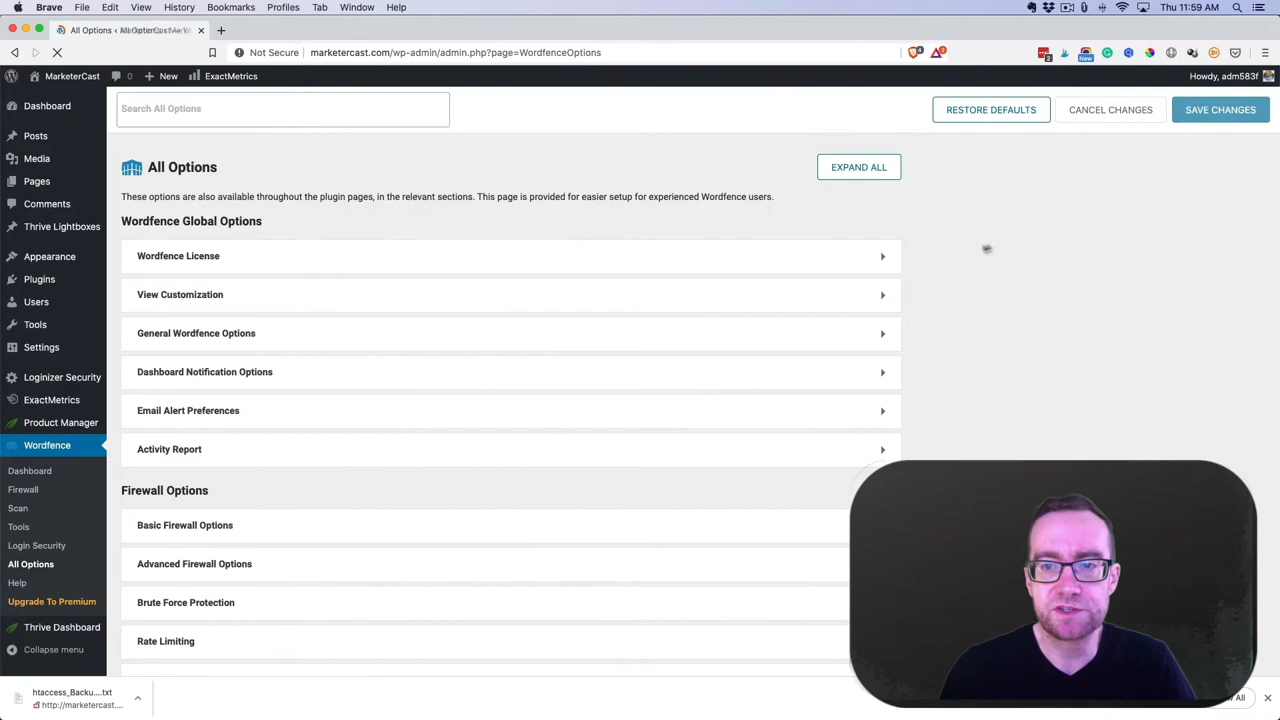 Brave File Edit View History Bookmarks Profiles Tab Window Help Thu 11:59 AM
Not Secure marketercast.com/wp-admin/admin.php?page=WordfenceOptions
New
MarketerCast 0 New ExactMetrics Howdy, adm583f
Search All Options
RESTORE DEFAULTS
CANCEL CHANGES
SAVE CHANGES
Dashboard
Posts
Media
Pages
Comments
Thrive Lightboxes
Appearance
Plugins
Users
Tools
Settings
Loginizer Security
ExactMetrics
Product Manager
Wordfence
Dashboard
Firewall
Scan
Tools
Login Security
All Options
Help
Upgrade To Premium
Thrive Dashboard
Collapse menu
All Options
EXPAND ALL
These options are also available throughout the plugin pages, in the relevant sections. This page is provided for easier setup for experienced Wordfence users.
Wordfence Global Options
Wordfence License
View Customization
General Wordfence Options
Dashboard Notification Options
Email Alert Preferences
Activity Report
Firewall Options
Basic Firewall Options
Advanced Firewall Options
Brute Force Protection
Rate Limiting
htaccess_Backu....txt
http://marketercast....
All